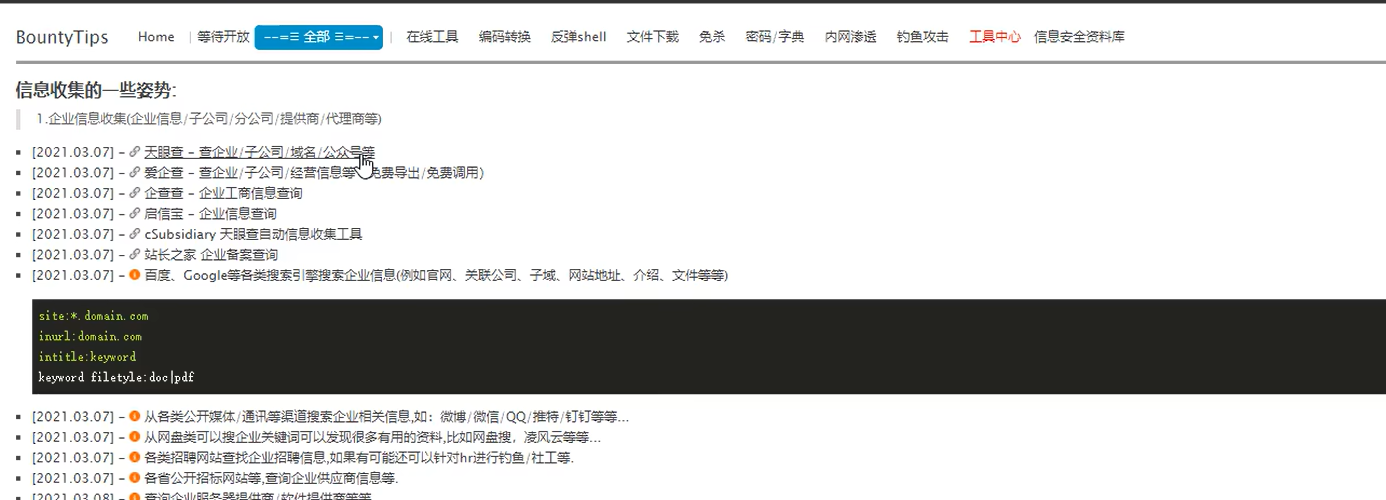 BountyTips Home | 等待开放 --=☰ 全部 ☰=-- | 在线工具 编码转换 反弹shell 文件下载 免杀 密码/字典 内网渗透 钓鱼攻击 工具中心 信息安全资料库
信息收集的一些姿势:
1.企业信息收集(企业信息/子公司/分公司/提供商/代理商等)
[2021.03.07] - 天眼查 - 查企业/子公司/域名/公众号等
[2021.03.07] - 爱企查 - 查企业/子公司/经营信息等 免费导出/免费调用)
[2021.03.07] - 企查查 - 企业工商信息查询
[2021.03.07] - 启信宝 - 企业信息查询
[2021.03.07] - cSubsidiary 天眼查自动信息收集工具
[2021.03.07] - 站长之家 企业备案查询
[2021.03.07] - 百度、Google等各类搜索引擎搜索企业信息(例如官网、关联公司、子域、网站地址、介绍、文件等等)
site:*.domain.com
inurl:domain.com
intitle:keyword
keyword filetyle:doc|pdf
[2021.03.07] - 从各类公开媒体/通讯等渠道搜索企业相关信息,如：微博/微信/QQ/推特/钉钉等等...
[2021.03.07] - 从网盘类可以搜企业关键词可以发现很多有用的资料,比如网盘搜，凌风云等等...
[2021.03.07] - 各类招聘网站查找企业招聘信息,如果有可能还可以针对hr进行钓鱼/社工等.
[2021.03.07] - 各省公开招标网站等,查询企业供应商信息等.
[2021.03.08] - 查询企业服务器提供商/软件提供商等等